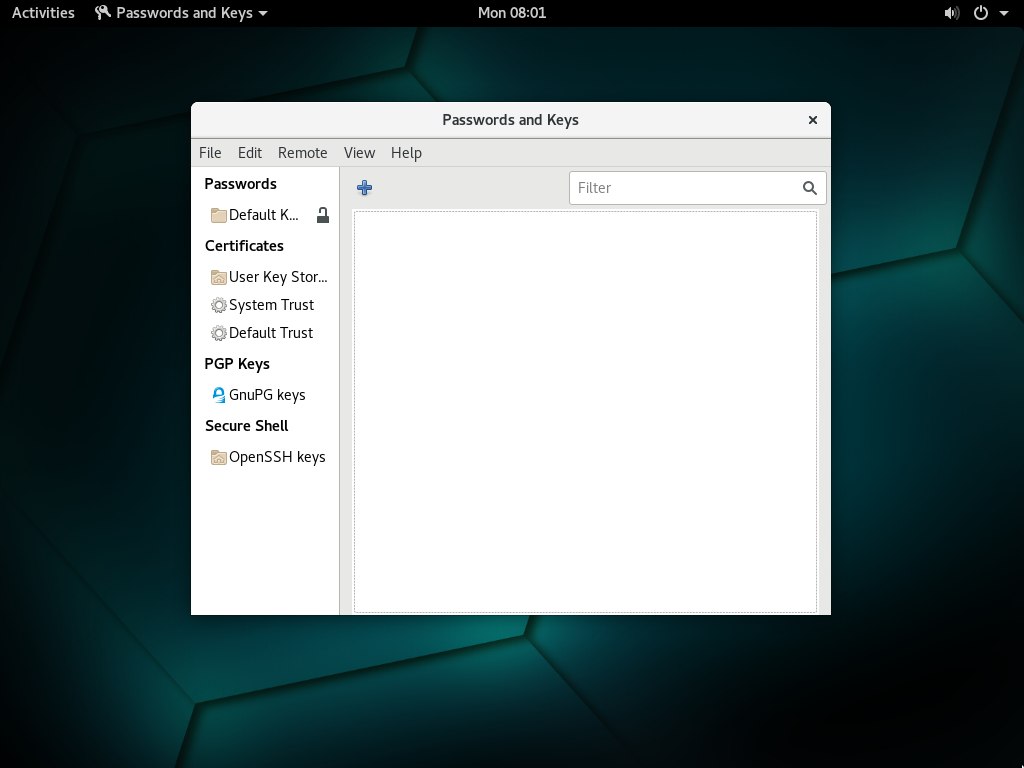 Activities Passwords and Keys Mon 08:01
Passwords and Keys
File Edit Remote View Help
Passwords
Default K...
Certificates
User Key Stor...
System Trust
Default Trust
PGP Keys
GnuPG keys
Secure Shell
OpenSSH keys
Filter